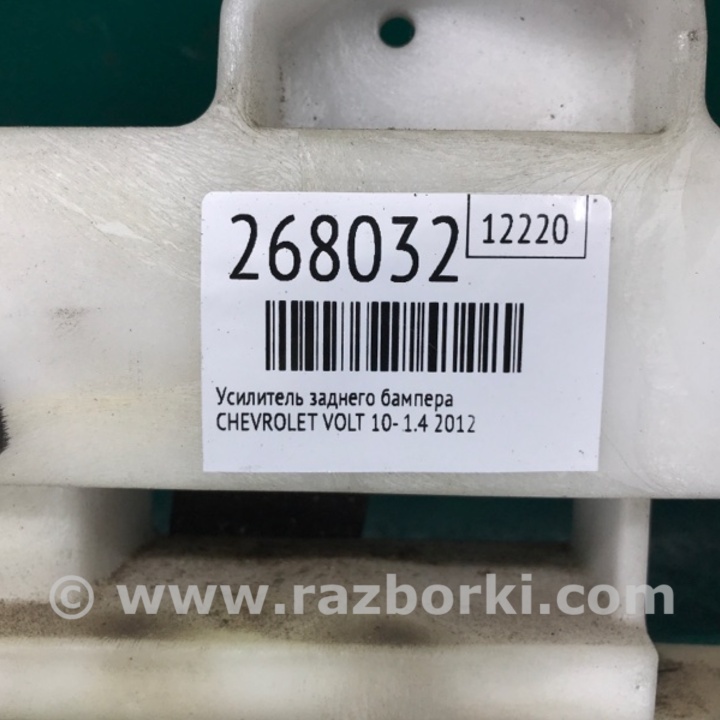 268032
12220
Усилитель заднего бампера
CHEVROLET VOLT 10- 1.4 2012
© www.razborki.com